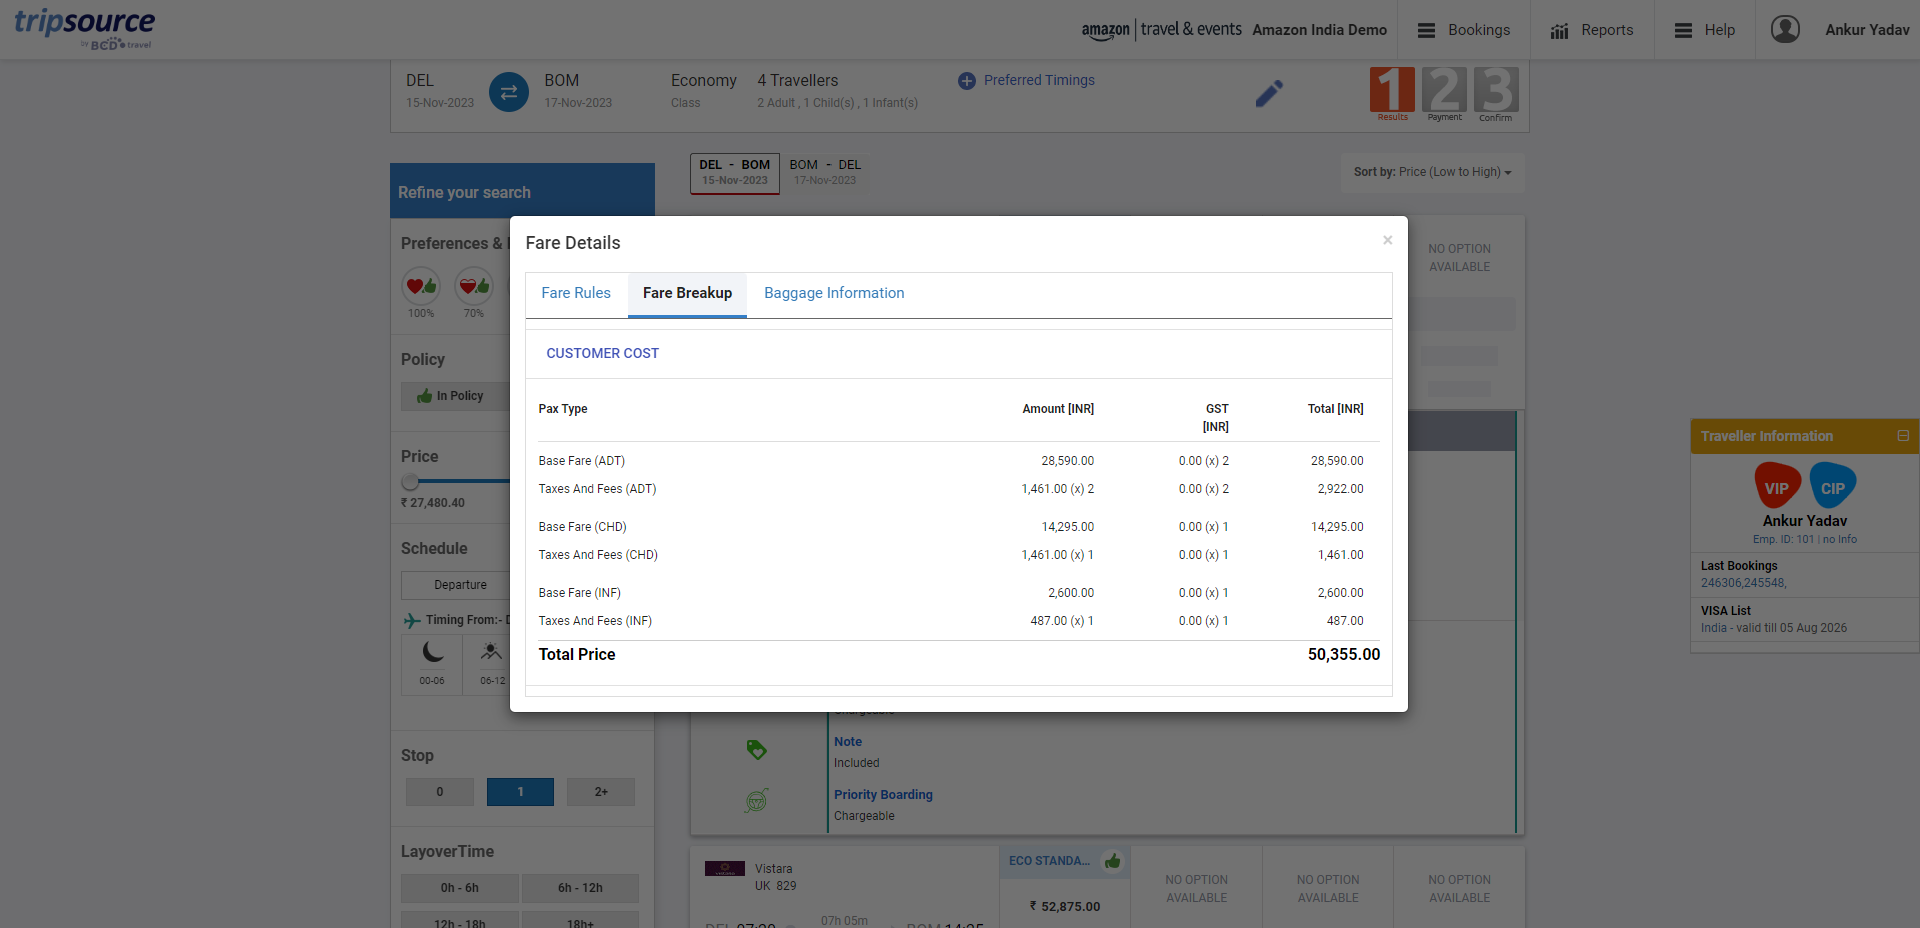 tripsource
by BCD travel
amazon | travel & events Amazon India Demo
Bookings
Reports
Help
Ankur Yadav
DEL
15-Nov-2023
BOM
17-Nov-2023
Economy
Class
4 Travellers
2 Adult , 1 Child(s) , 1 Infant(s)
Preferred Timings
1 2 3
Results Payment Confirm
Refine your search
DEL - BOM
15-Nov-2023
BOM - DEL
17-Nov-2023
Sort by: Price (Low to High)
Preferences &
100% 70%
Policy
In Policy
Price
₹ 27,480.40
Schedule
Departure
Timing From:-
00-06 06-12
Stop
0 1 2+
LayoverTime
0h - 6h 6h - 12h
12h - 18h 18h+
Fare Details
×
Fare Rules Fare Breakup Baggage Information
CUSTOMER COST
Pax Type Amount [INR] GST [INR] Total [INR]
Base Fare (ADT) 28,590.00 0.00 (x) 2 28,590.00
Taxes And Fees (ADT) 1,461.00 (x) 2 0.00 (x) 2 2,922.00
Base Fare (CHD) 14,295.00 0.00 (x) 1 14,295.00
Taxes And Fees (CHD) 1,461.00 (x) 1 0.00 (x) 1 1,461.00
Base Fare (INF) 2,600.00 0.00 (x) 1 2,600.00
Taxes And Fees (INF) 487.00 (x) 1 0.00 (x) 1 487.00
Total Price 50,355.00
NO OPTION
AVAILABLE
Chargeable
Note
Included
Priority Boarding
Chargeable
Vistara
UK 829
DEL 07:30
07h 05m
BOM 14:35
ECO STANDA...
₹ 52,875.00
NO OPTION
AVAILABLE
NO OPTION
AVAILABLE
NO OPTION
AVAILABLE
Traveller Information
VIP CIP
Ankur Yadav
Emp. ID: 101 | no Info
Last Bookings
246306,245548,
VISA List
India - valid till 05 Aug 2026